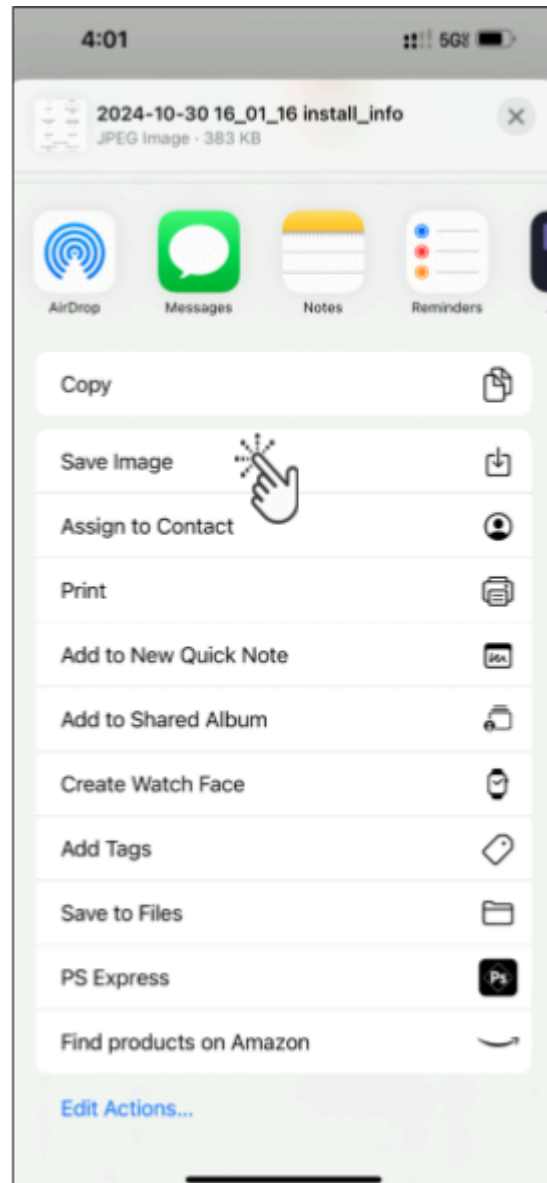 4:01
5G
2024-10-30 16_01_16 install_info
JPEG Image · 383 KB
AirDrop
Messages
Notes
Reminders
Copy
Save Image
Assign to Contact
Print
Add to New Quick Note
Add to Shared Album
Create Watch Face
Add Tags
Save to Files
PS Express
Ps
Find products on Amazon
Edit Actions...